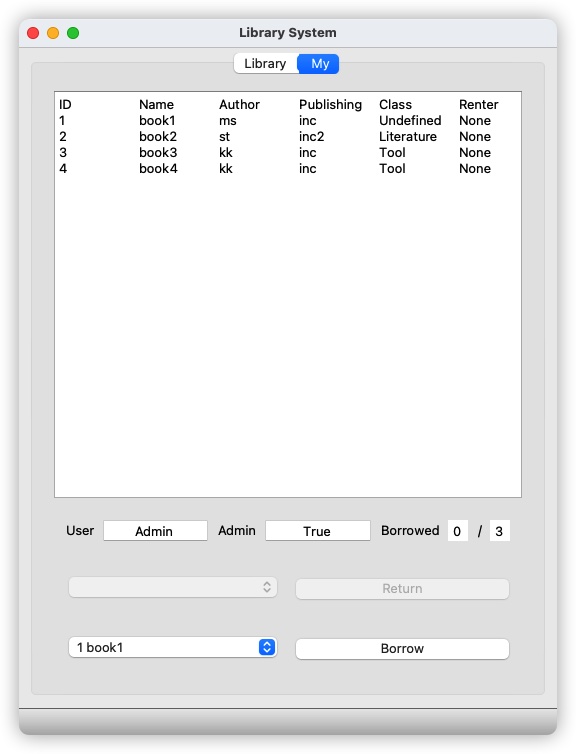 Library System
Library My
ID Name Author Publishing Class Renter
1 book1 ms inc Undefined None
2 book2 st inc2 Literature None
3 book3 kk inc Tool None
4 book4 kk inc Tool None
User Admin Admin True Borrowed 0 / 3
Return
1 book1 Borrow